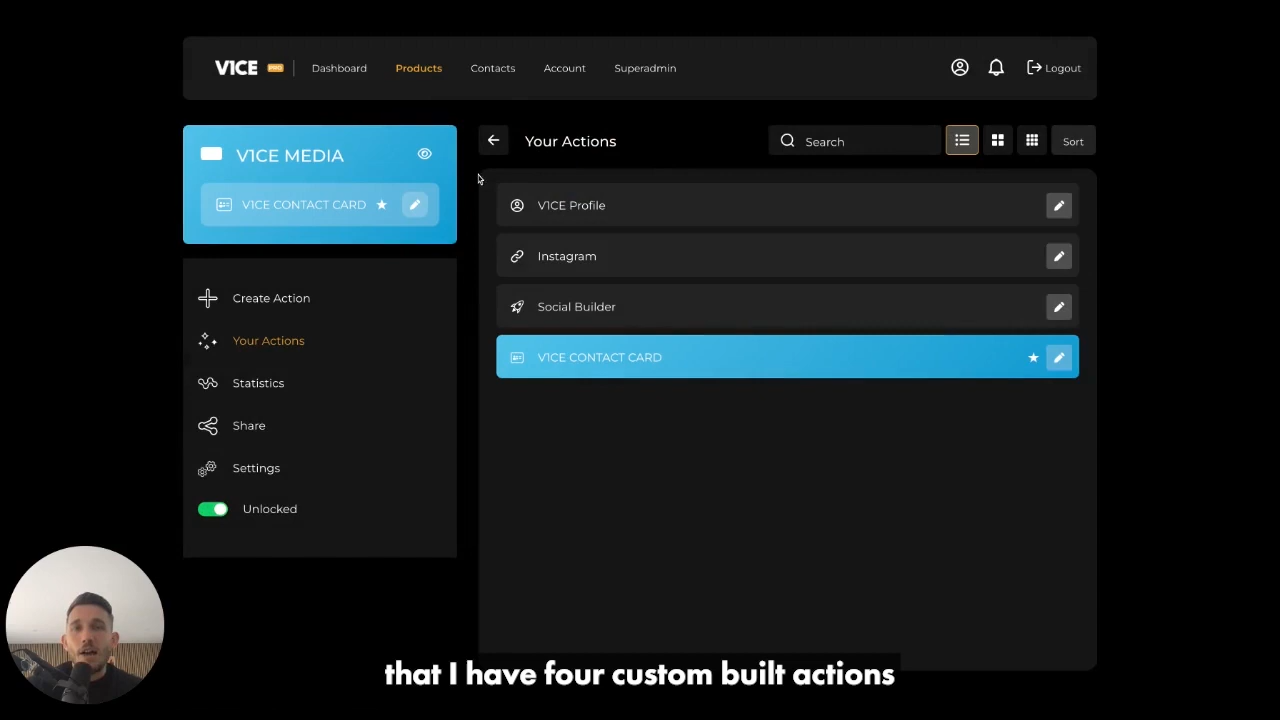 V1CE PRO Dashboard Products Contacts Account Superadmin Logout
V1CE MEDIA
V1CE CONTACT CARD
Create Action
Your Actions
Statistics
Share
Settings
Unlocked
Your Actions Search Sort
V1CE Profile
Instagram
Social Builder
V1CE CONTACT CARD
that I have four custom built actions